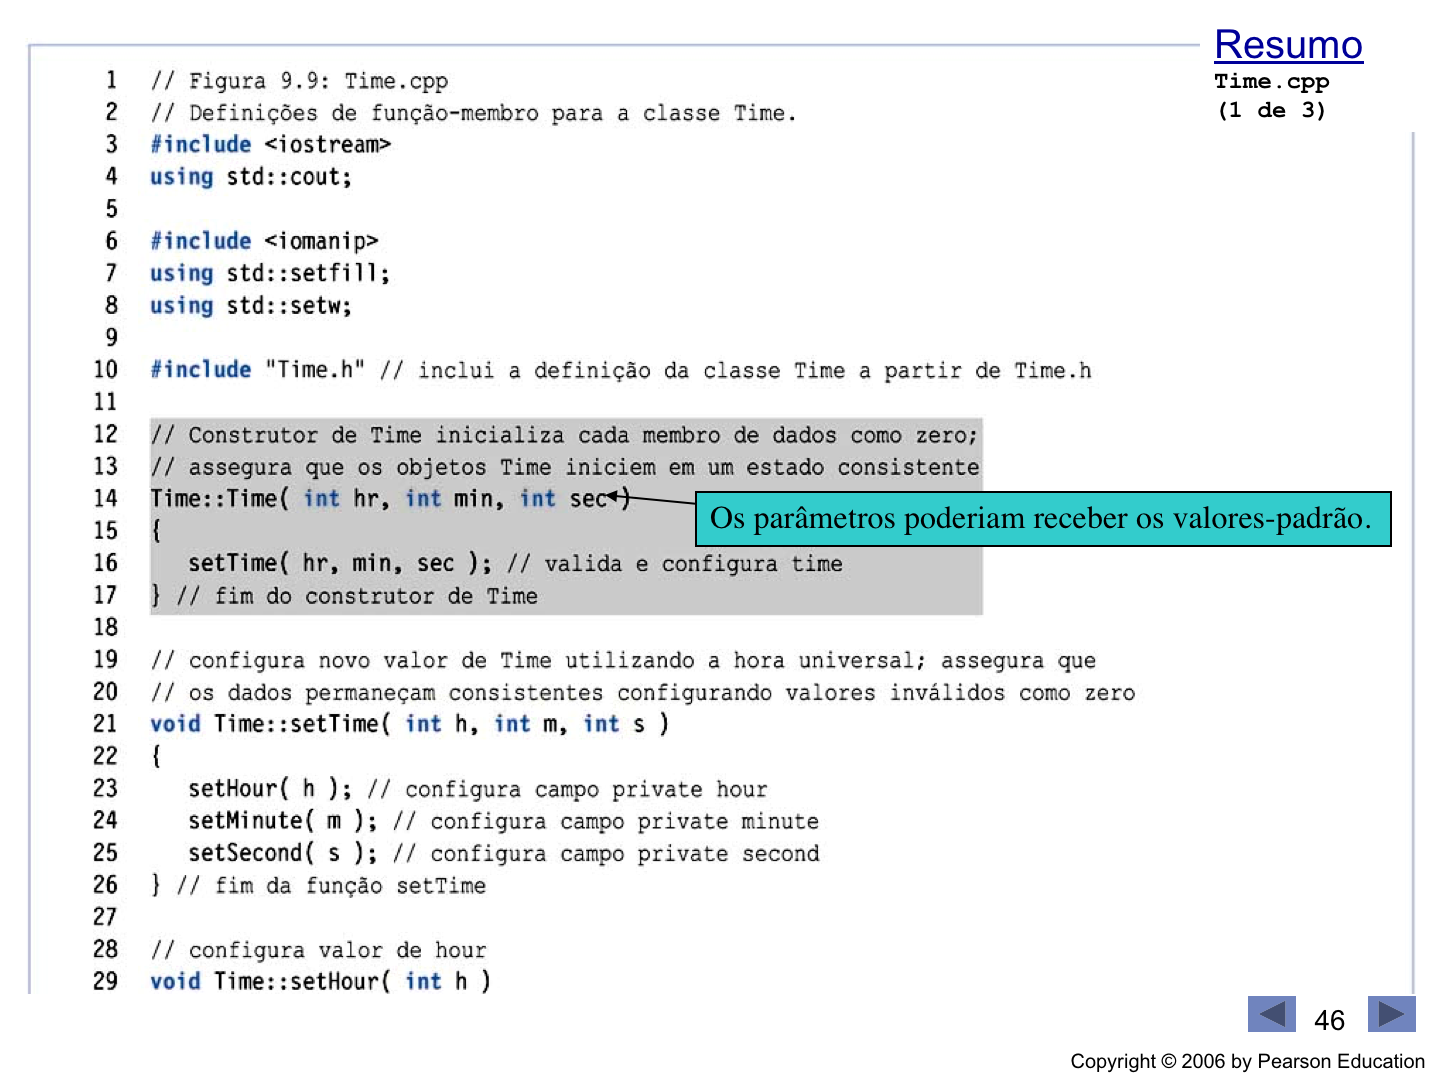 Resumo
Time.cpp
(1 de 3)
1 // Figura 9.9: Time.cpp
2 // Definições de função-membro para a classe Time.
3 #include <iostream>
4 using std::cout;
5
6 #include <iomanip>
7 using std::setfill;
8 using std::setw;
9
10 #include "Time.h" // inclui a definição da classe Time a partir de Time.h
11
12 // Construtor de Time inicializa cada membro de dados como zero;
13 // assegura que os objetos Time iniciem em um estado consistente
14 Time::Time( int hr, int min, int sec )
Os parâmetros poderiam receber os valores-padrão.
15 {
16 setTime( hr, min, sec ); // valida e configura time
17 } // fim do construtor de Time
18
19 // configura novo valor de Time utilizando a hora universal; assegura que
20 // os dados permaneçam consistentes configurando valores inválidos como zero
21 void Time::setTime( int h, int m, int s )
22 {
23 setHour( h ); // configura campo private hour
24 setMinute( m ); // configura campo private minute
25 setSecond( s ); // configura campo private second
26 } // fim da função setTime
27
28 // configura valor de hour
29 void Time::setHour( int h )
46
Copyright © 2006 by Pearson Education